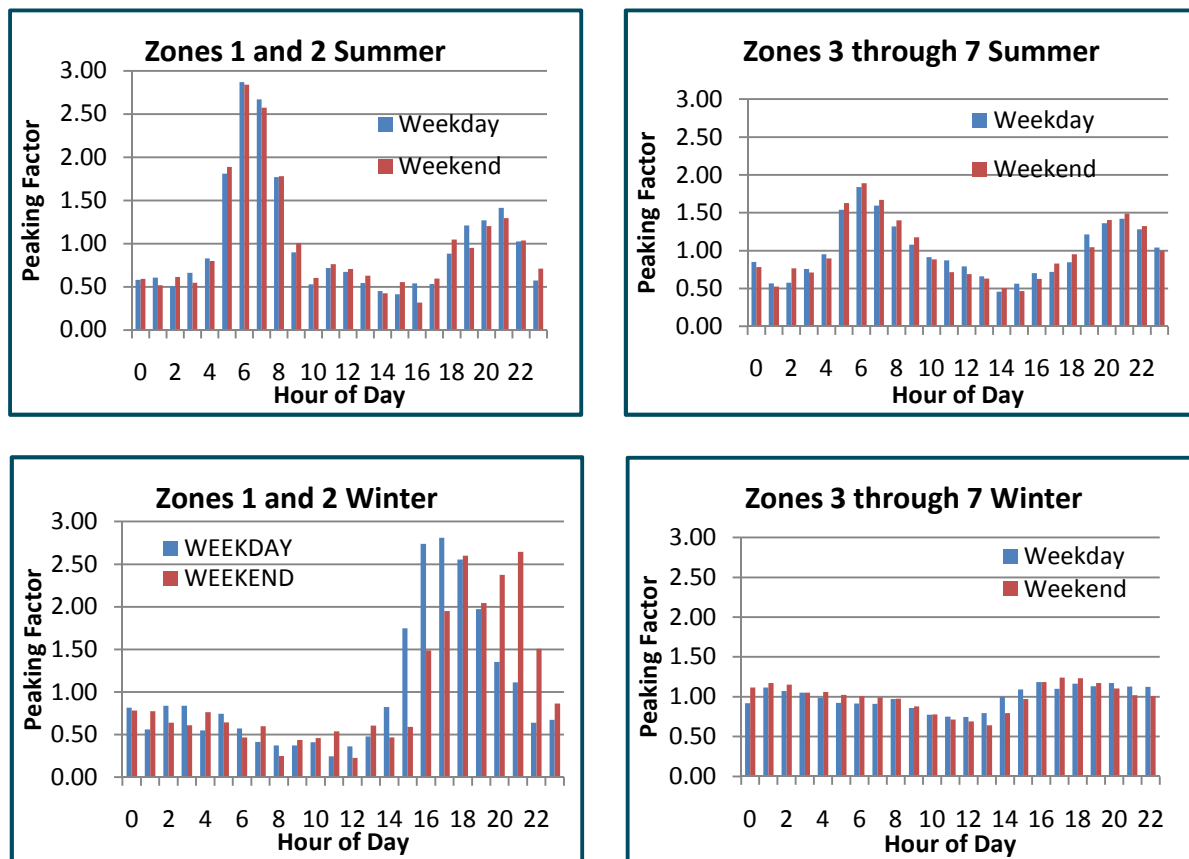 Zones 1 and 2 Summer
Peaking Factor
3.00
2.50
2.00
1.50
1.00
0.50
0.00
Weekday
Weekend
0 2 4 6 8 10 12 14 16 18 20 22
Hour of Day
Zones 3 through 7 Summer
Peaking Factor
3.00
2.50
2.00
1.50
1.00
0.50
0.00
Weekday
Weekend
0 2 4 6 8 10 12 14 16 18 20 22
Hour of Day
Zones 1 and 2 Winter
Peaking Factor
3.00
2.50
2.00
1.50
1.00
0.50
0.00
WEEKDAY
WEEKEND
0 2 4 6 8 10 12 14 16 18 20 22
Hour of Day
Zones 3 through 7 Winter
Peaking Factor
3.00
2.50
2.00
1.50
1.00
0.50
0.00
Weekday
Weekend
0 2 4 6 8 10 12 14 16 18 20 22
Hour of Day